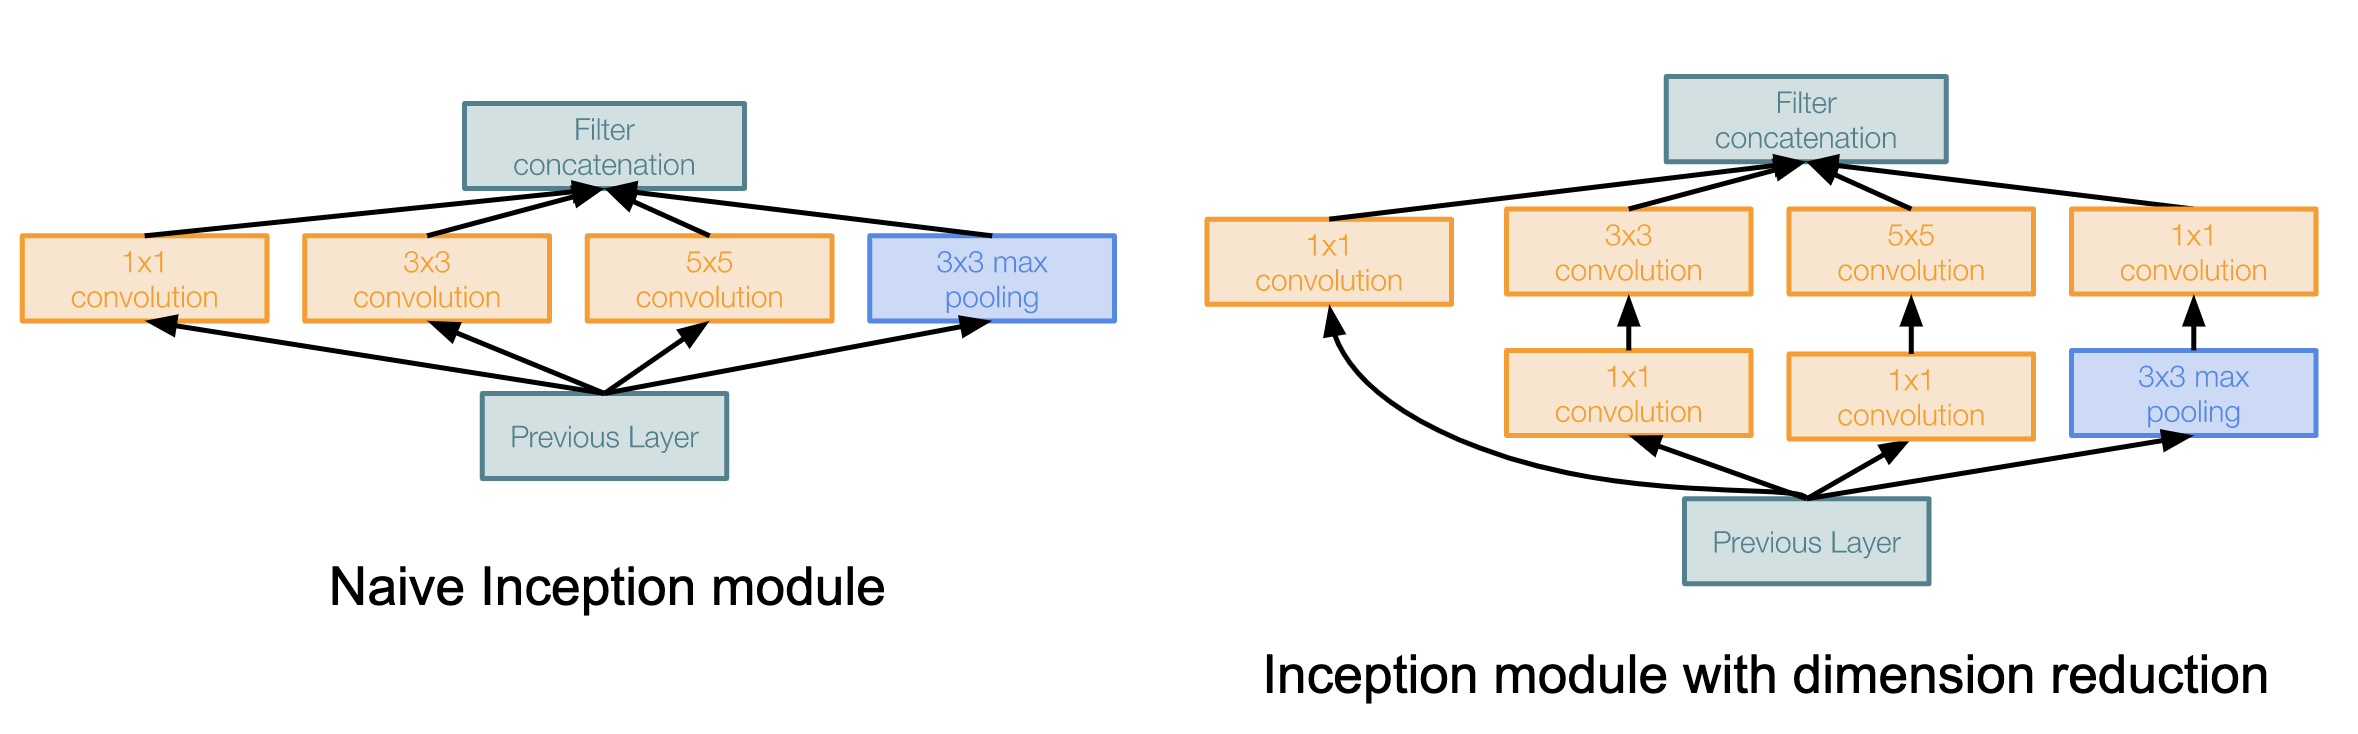 Filter
concatenation
1x1
convolution
3x3
convolution
5x5
convolution
3x3 max
pooling
Previous Layer
Naive Inception module
Filter
concatenation
1x1
convolution
3x3
convolution
5x5
convolution
1x1
convolution
1x1
convolution
1x1
convolution
3x3 max
pooling
Previous Layer
Inception module with dimension reduction